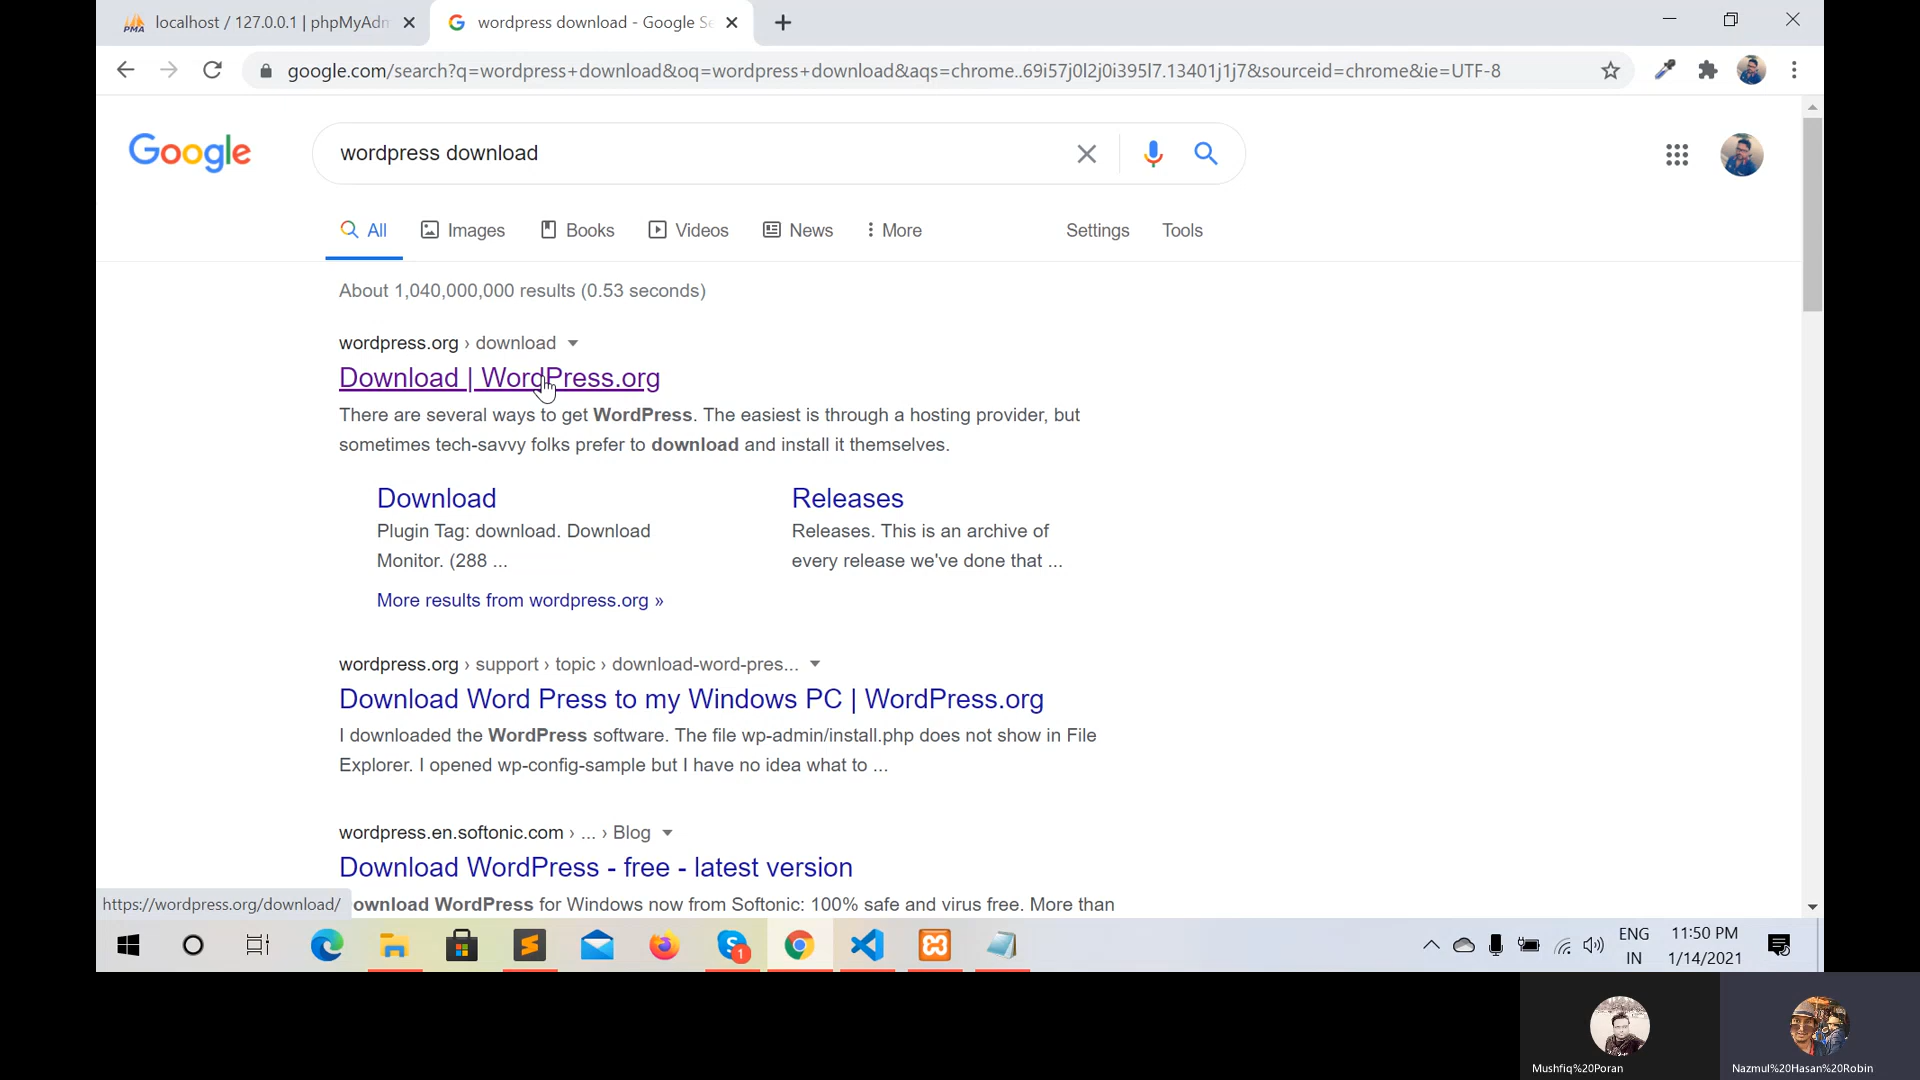 localhost / 127.0.0.1 | phpMyAdm
wordpress download - Google Se
google.com/search?q=wordpress+download&oq=wordpress+download&aqs=chrome..69i57j0l2j0i395l7.13401j1j7&sourceid=chrome&ie=UTF-8
Google
wordpress download
All
Images
Books
Videos
News
More
Settings
Tools
About 1,040,000,000 results (0.53 seconds)
wordpress.org › download
Download | WordPress.org
There are several ways to get WordPress. The easiest is through a hosting provider, but
sometimes tech-savvy folks prefer to download and install it themselves.
Download
Plugin Tag: download. Download
Monitor. (288 ...
Releases
Releases. This is an archive of
every release we've done that ...
More results from wordpress.org »
wordpress.org › support › topic › download-word-pres...
Download Word Press to my Windows PC | WordPress.org
I downloaded the WordPress software. The file wp-admin/install.php does not show in File
Explorer. I opened wp-config-sample but I have no idea what to ...
wordpress.en.softonic.com › ... › Blog
Download WordPress - free - latest version
ownload WordPress for Windows now from Softonic: 100% safe and virus free. More than
https://wordpress.org/download/
1
ENG
IN
11:50 PM
1/14/2021
Mushfiq%20Poran
Nazmul%20Hasan%20Robin